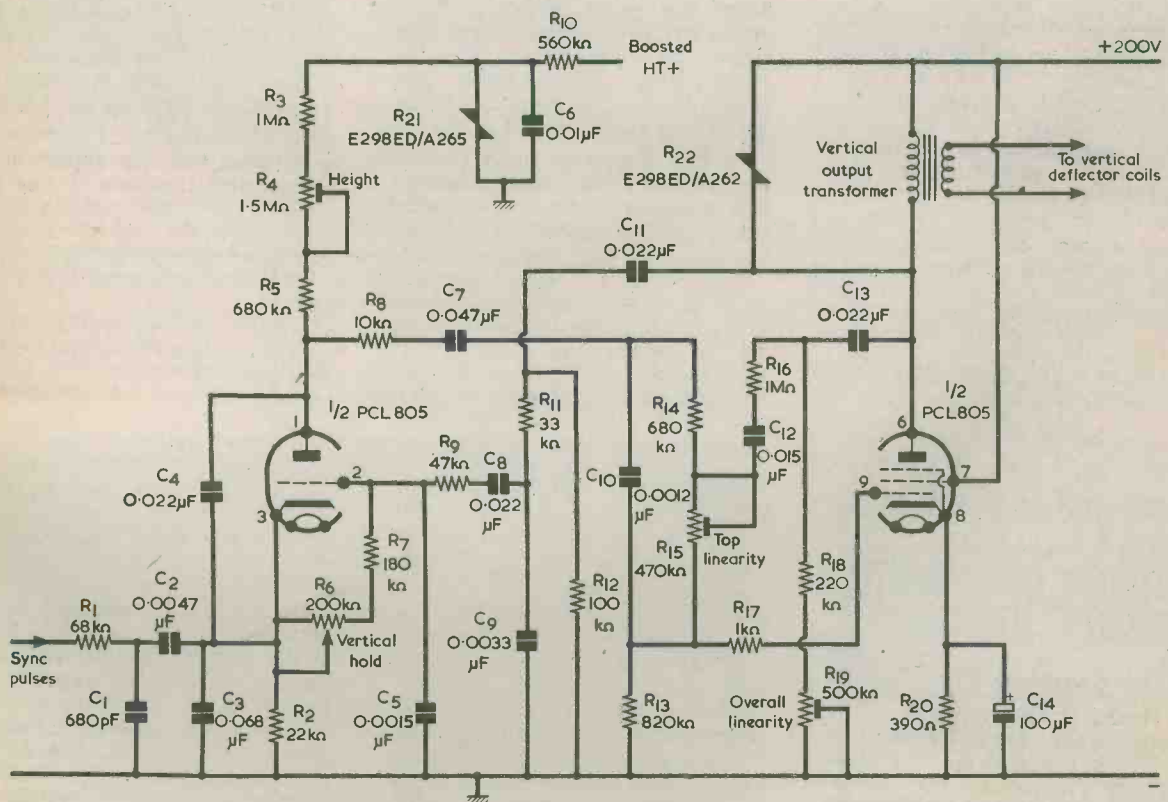 R10
560kΩ
Boosted
HT+
+200V
R3
1MΩ
R21
E298ED/A265
C6
0.01µF
R22
E298ED/A262
Vertical
output
transformer
To vertical
deflector coils
R4
1.5MΩ
Height
C11
0.022µF
R5
680kΩ
R8
10kΩ
C7
0.047µF
C13
0.022µF
R16
1MΩ
1/2
PCL805
1/2 PCL805
1
R11
33
kΩ
R14
680
kΩ
C12
0.015
µF
6
7
C4
0.022µF
R9
47kΩ
C8
0.022
µF
2
C10
0.0012
µF
9
8
3
R7
180
kΩ
Top
linearity
R15
470kΩ
C2
0.0047
µF
R6
200kΩ
R12
100
kΩ
R18
220
kΩ
R1
68kΩ
Vertical
hold
C9
0.0033
µF
R17
1kΩ
Sync
pulses
C1
680pF
C3
0.068
µF
R2
22kΩ
C5
0.0015
µF
R13
820kΩ
Overall
linearity
R19
500kΩ
R20
390Ω
+
C14
100µF
−